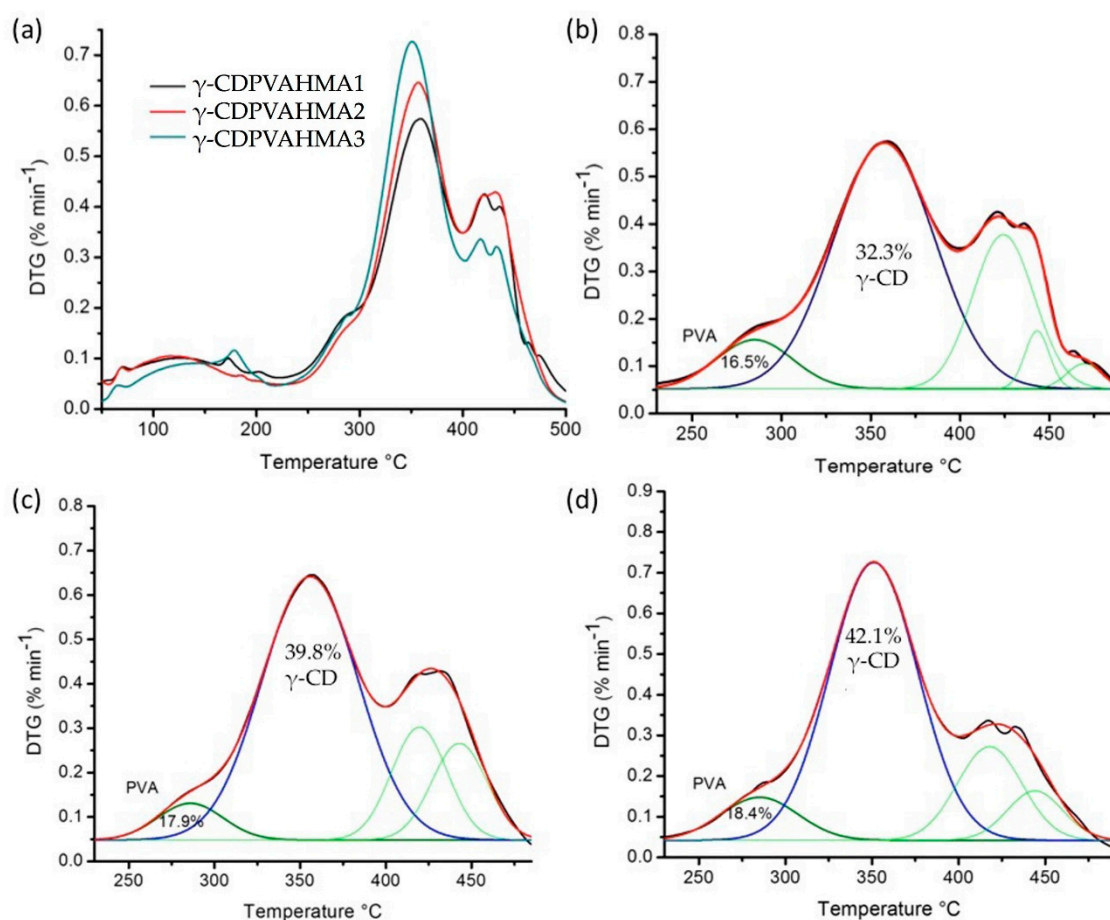 (a)
0.7
0.6
0.5
0.4
0.3
0.2
0.1
0.0
DTG (% min⁻¹)
γ-CDPVAHMA1
γ-CDPVAHMA2
γ-CDPVAHMA3
100 200 300 400 500
Temperature °C
(b)
0.8
0.7
0.6
0.5
0.4
0.3
0.2
0.1
0.0
DTG (% min⁻¹)
32.3%
γ-CD
PVA
16.5%
250 300 350 400 450
Temperature °C
(c)
0.8
0.7
0.6
0.5
0.4
0.3
0.2
0.1
0.0
DTG (% min⁻¹)
39.8%
γ-CD
PVA
17.9%
250 300 350 400 450
Temperature °C
(d)
0.9
0.8
0.7
0.6
0.5
0.4
0.3
0.2
0.1
0.0
DTG (% min⁻¹)
42.1%
γ-CD
PVA
18.4%
250 300 350 400 450
Temperature °C